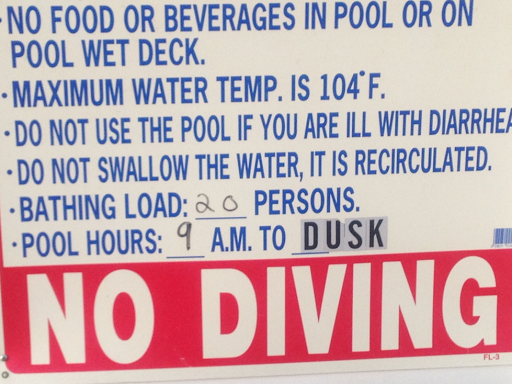 · NO FOOD OR BEVERAGES IN POOL OR ON
POOL WET DECK.
· MAXIMUM WATER TEMP. IS 104°F.
· DO NOT USE THE POOL IF YOU ARE ILL WITH DIARRHEA
· DO NOT SWALLOW THE WATER, IT IS RECIRCULATED.
· BATHING LOAD: 20 PERSONS.
· POOL HOURS: 9 A.M. TO DUSK
NO DIVING
FL-3